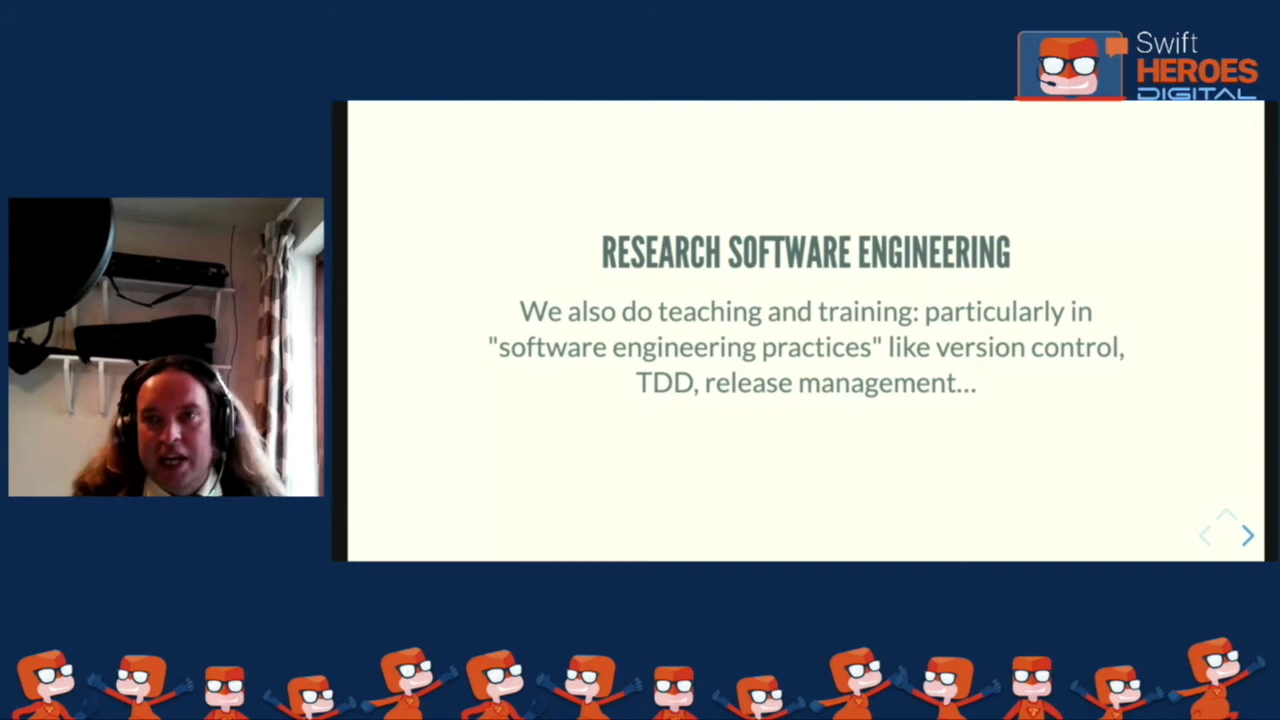 Swift
HEROES
DIGITAL
RESEARCH SOFTWARE ENGINEERING
We also do teaching and training: particularly in
"software engineering practices" like version control,
TDD, release management...